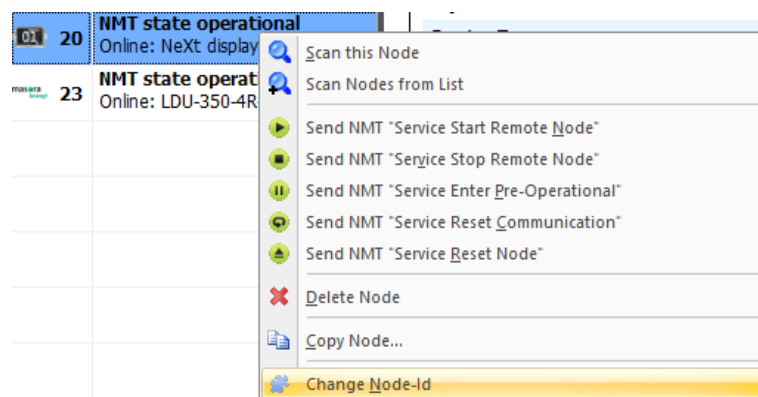 01 20 NMT state operational
Online: NeXt display
Scan this Node
Scan Nodes from List
23 NMT state operati
Online: LDU-350-4R
Send NMT "Service Start Remote Node"
Send NMT "Service Stop Remote Node"
Send NMT "Service Enter Pre-Operational"
Send NMT "Service Reset Communication"
Send NMT "Service Reset Node"
Delete Node
Copy Node...
Change Node-Id